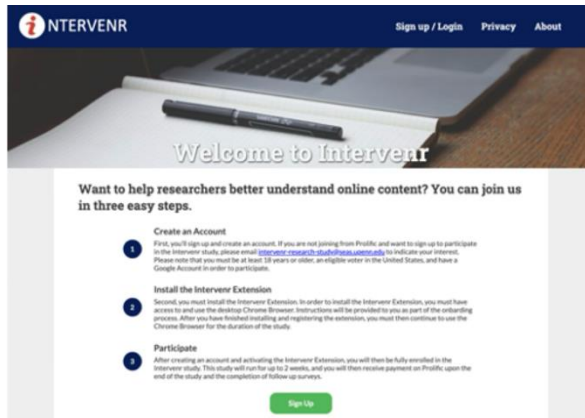 iNTERVENR
Sign up / Login Privacy About
Welcome to Intervenr
Want to help researchers better understand online content? You can join us
in three easy steps.
1
Create an Account
First, you'll sign up and create an account. If you are not joining from Prolific and want to sign up to participate
in the Intervenr study, please email intervenr-research-study@seas.upenn.edu to indicate your interest.
Please note that you must be at least 18 years or older, an eligible voter in the United States, and have a
Google Account in order to participate.
2
Install the Intervenr Extension
Second, you must install the Intervenr Extension. In order to install the Intervenr Extension, you must have
access to and use the desktop Chrome Browser. Instructions will be provided to you as part of the onbarding
process. After you have finished installing and registering the extension, you must then continue to use the
Chrome Browser for the duration of the study.
3
Participate
After creating an account and activating the Intervenr Extension, you will then be fully enrolled in the
Intervenr study. This study will run for up to 2 weeks, and you will then receive payment on Prolific upon the
end of the study and the completion of follow up surveys.
Sign Up